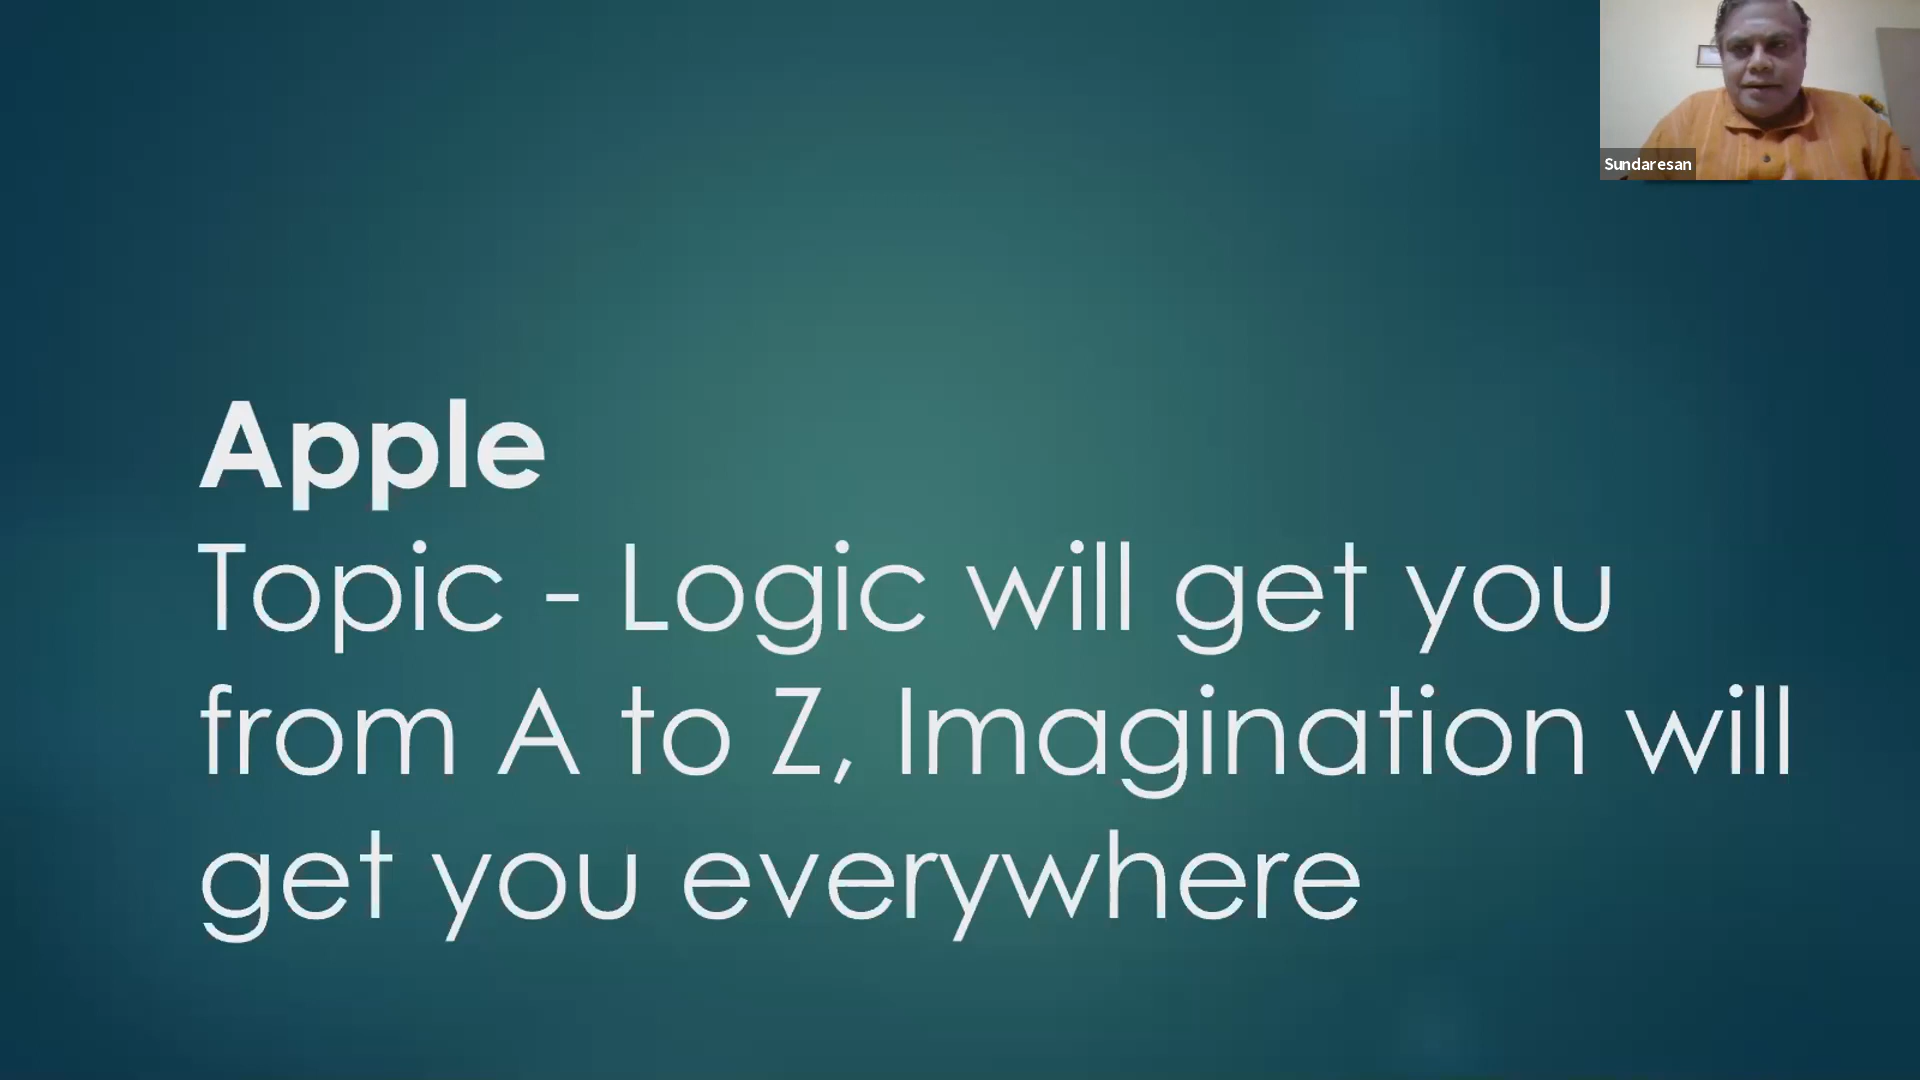 Sundaresan
Apple
Topic - Logic will get you
from A to Z, Imagination will
get you everywhere